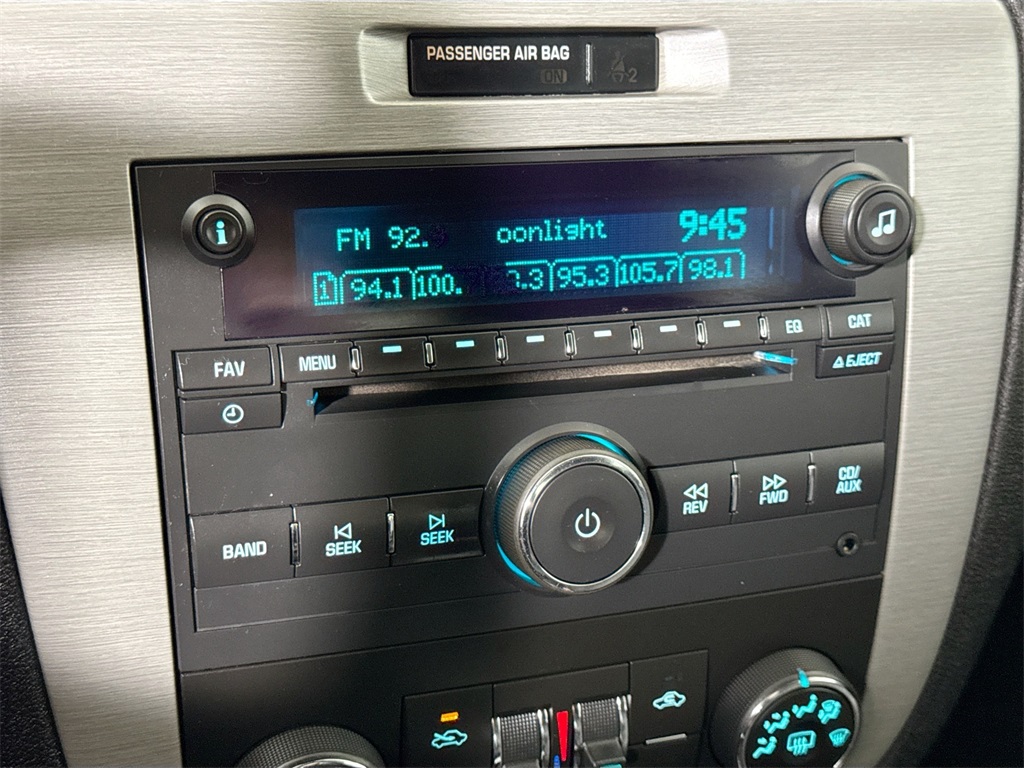 PASSENGER AIR BAG
ON 2
i
FM 92. oonlight 9:45
1 94.1 100. .3 95.3 105.7 98.1
FAV MENU EQ CAT
EJECT
BAND SEEK SEEK REV FWD CD/
AUX